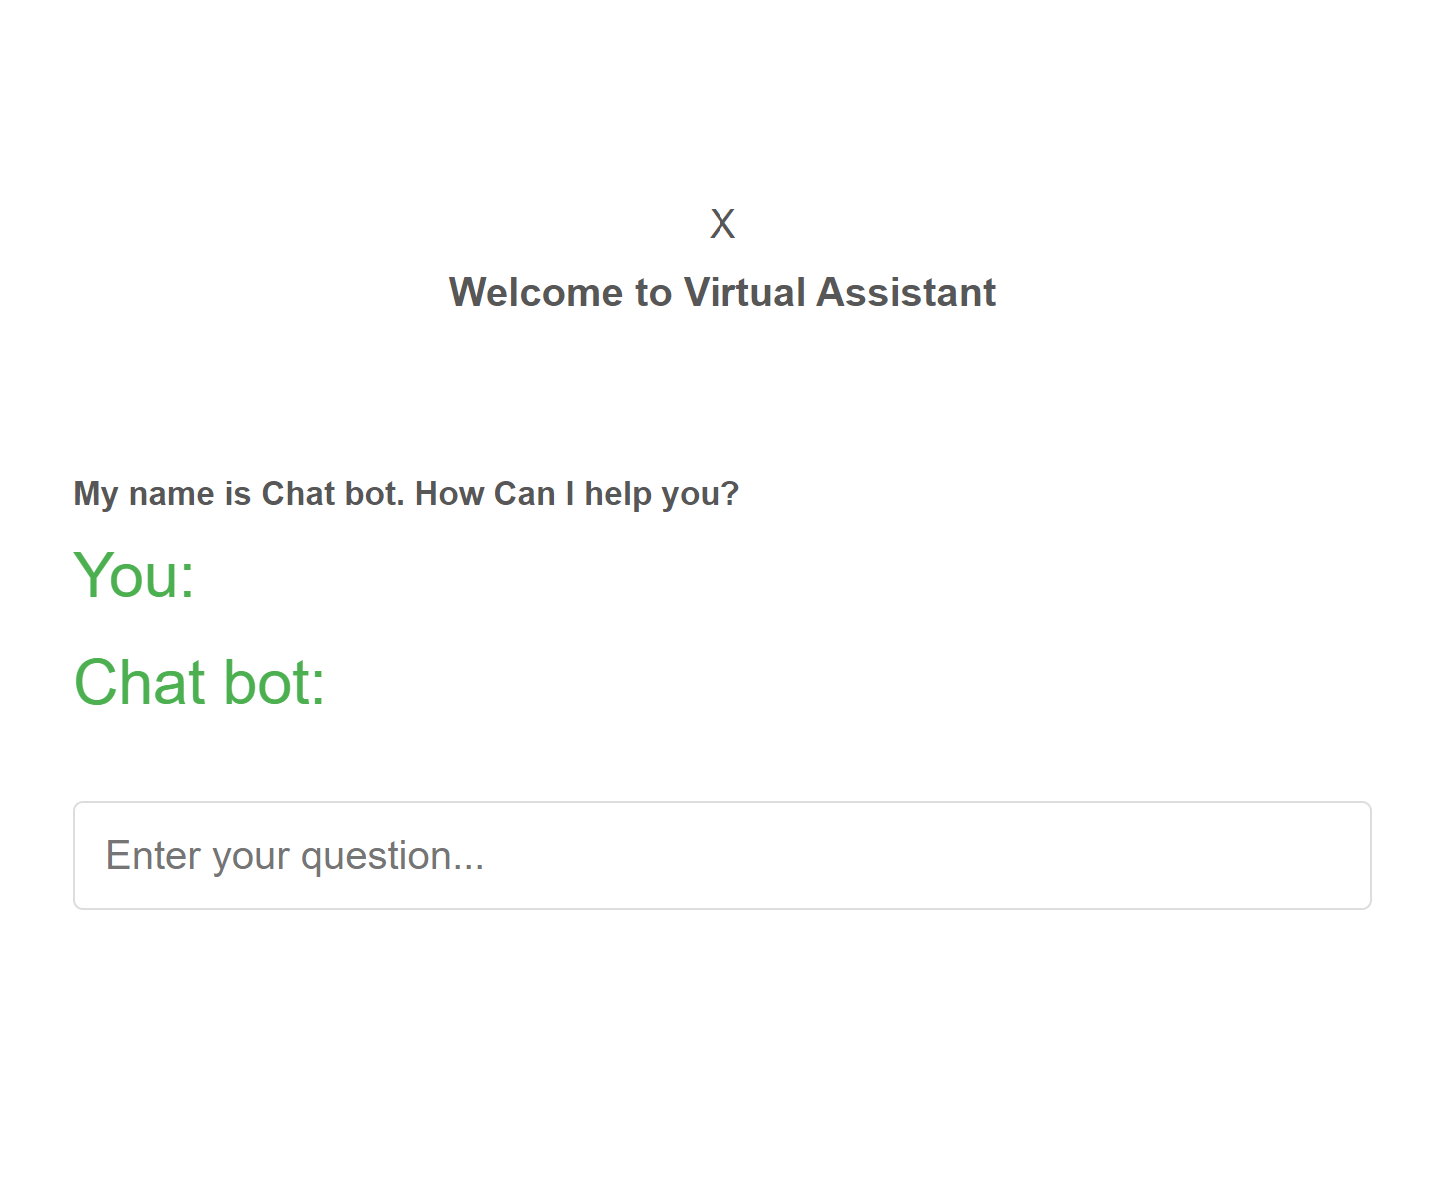 X
Welcome to Virtual Assistant
My name is Chat bot. How Can I help you?
You:
Chat bot:
Enter your question...